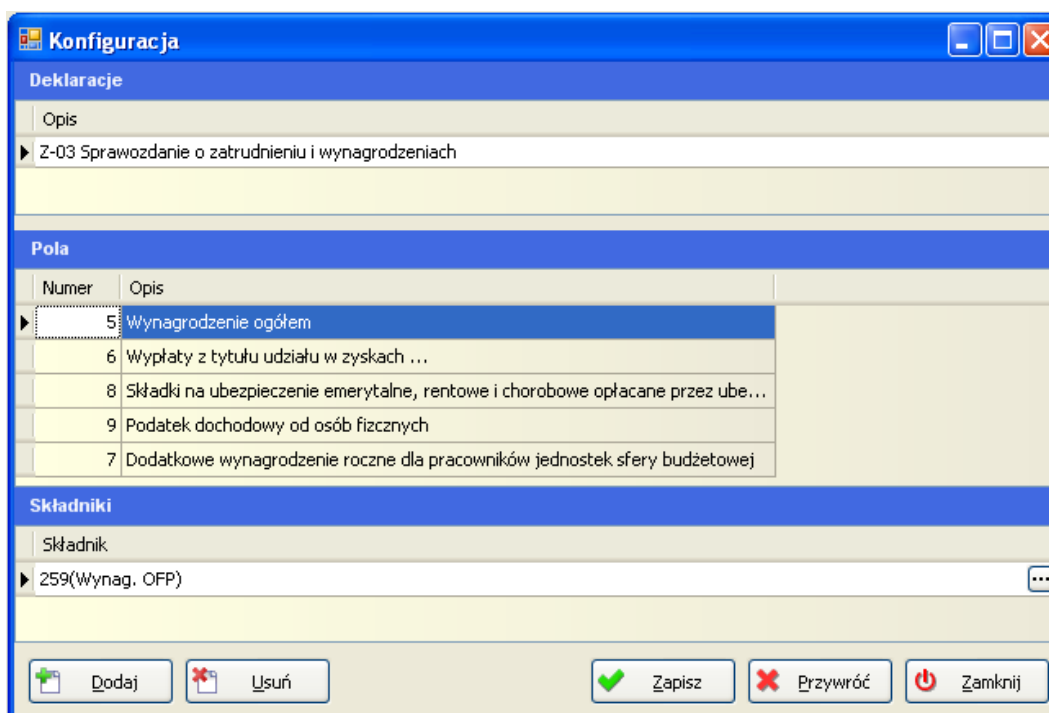 Konfiguracja
Deklaracje
Opis
Z-03 Sprawozdanie o zatrudnieniu i wynagrodzeniach
Pola
Numer Opis
5 Wynagrodzenie ogółem
6 Wypłaty z tytułu udziału w zyskach ...
8 Składki na ubezpieczenie emerytalne, rentowe i chorobowe opłacane przez ube...
9 Podatek dochodowy od osób fizcznych
7 Dodatkowe wynagrodzenie roczne dla pracowników jednostek sfery budżetowej
Składniki
Składnik
259(Wynag. OFP)
Dodaj Usuń Zapisz Przywróć Zamknij